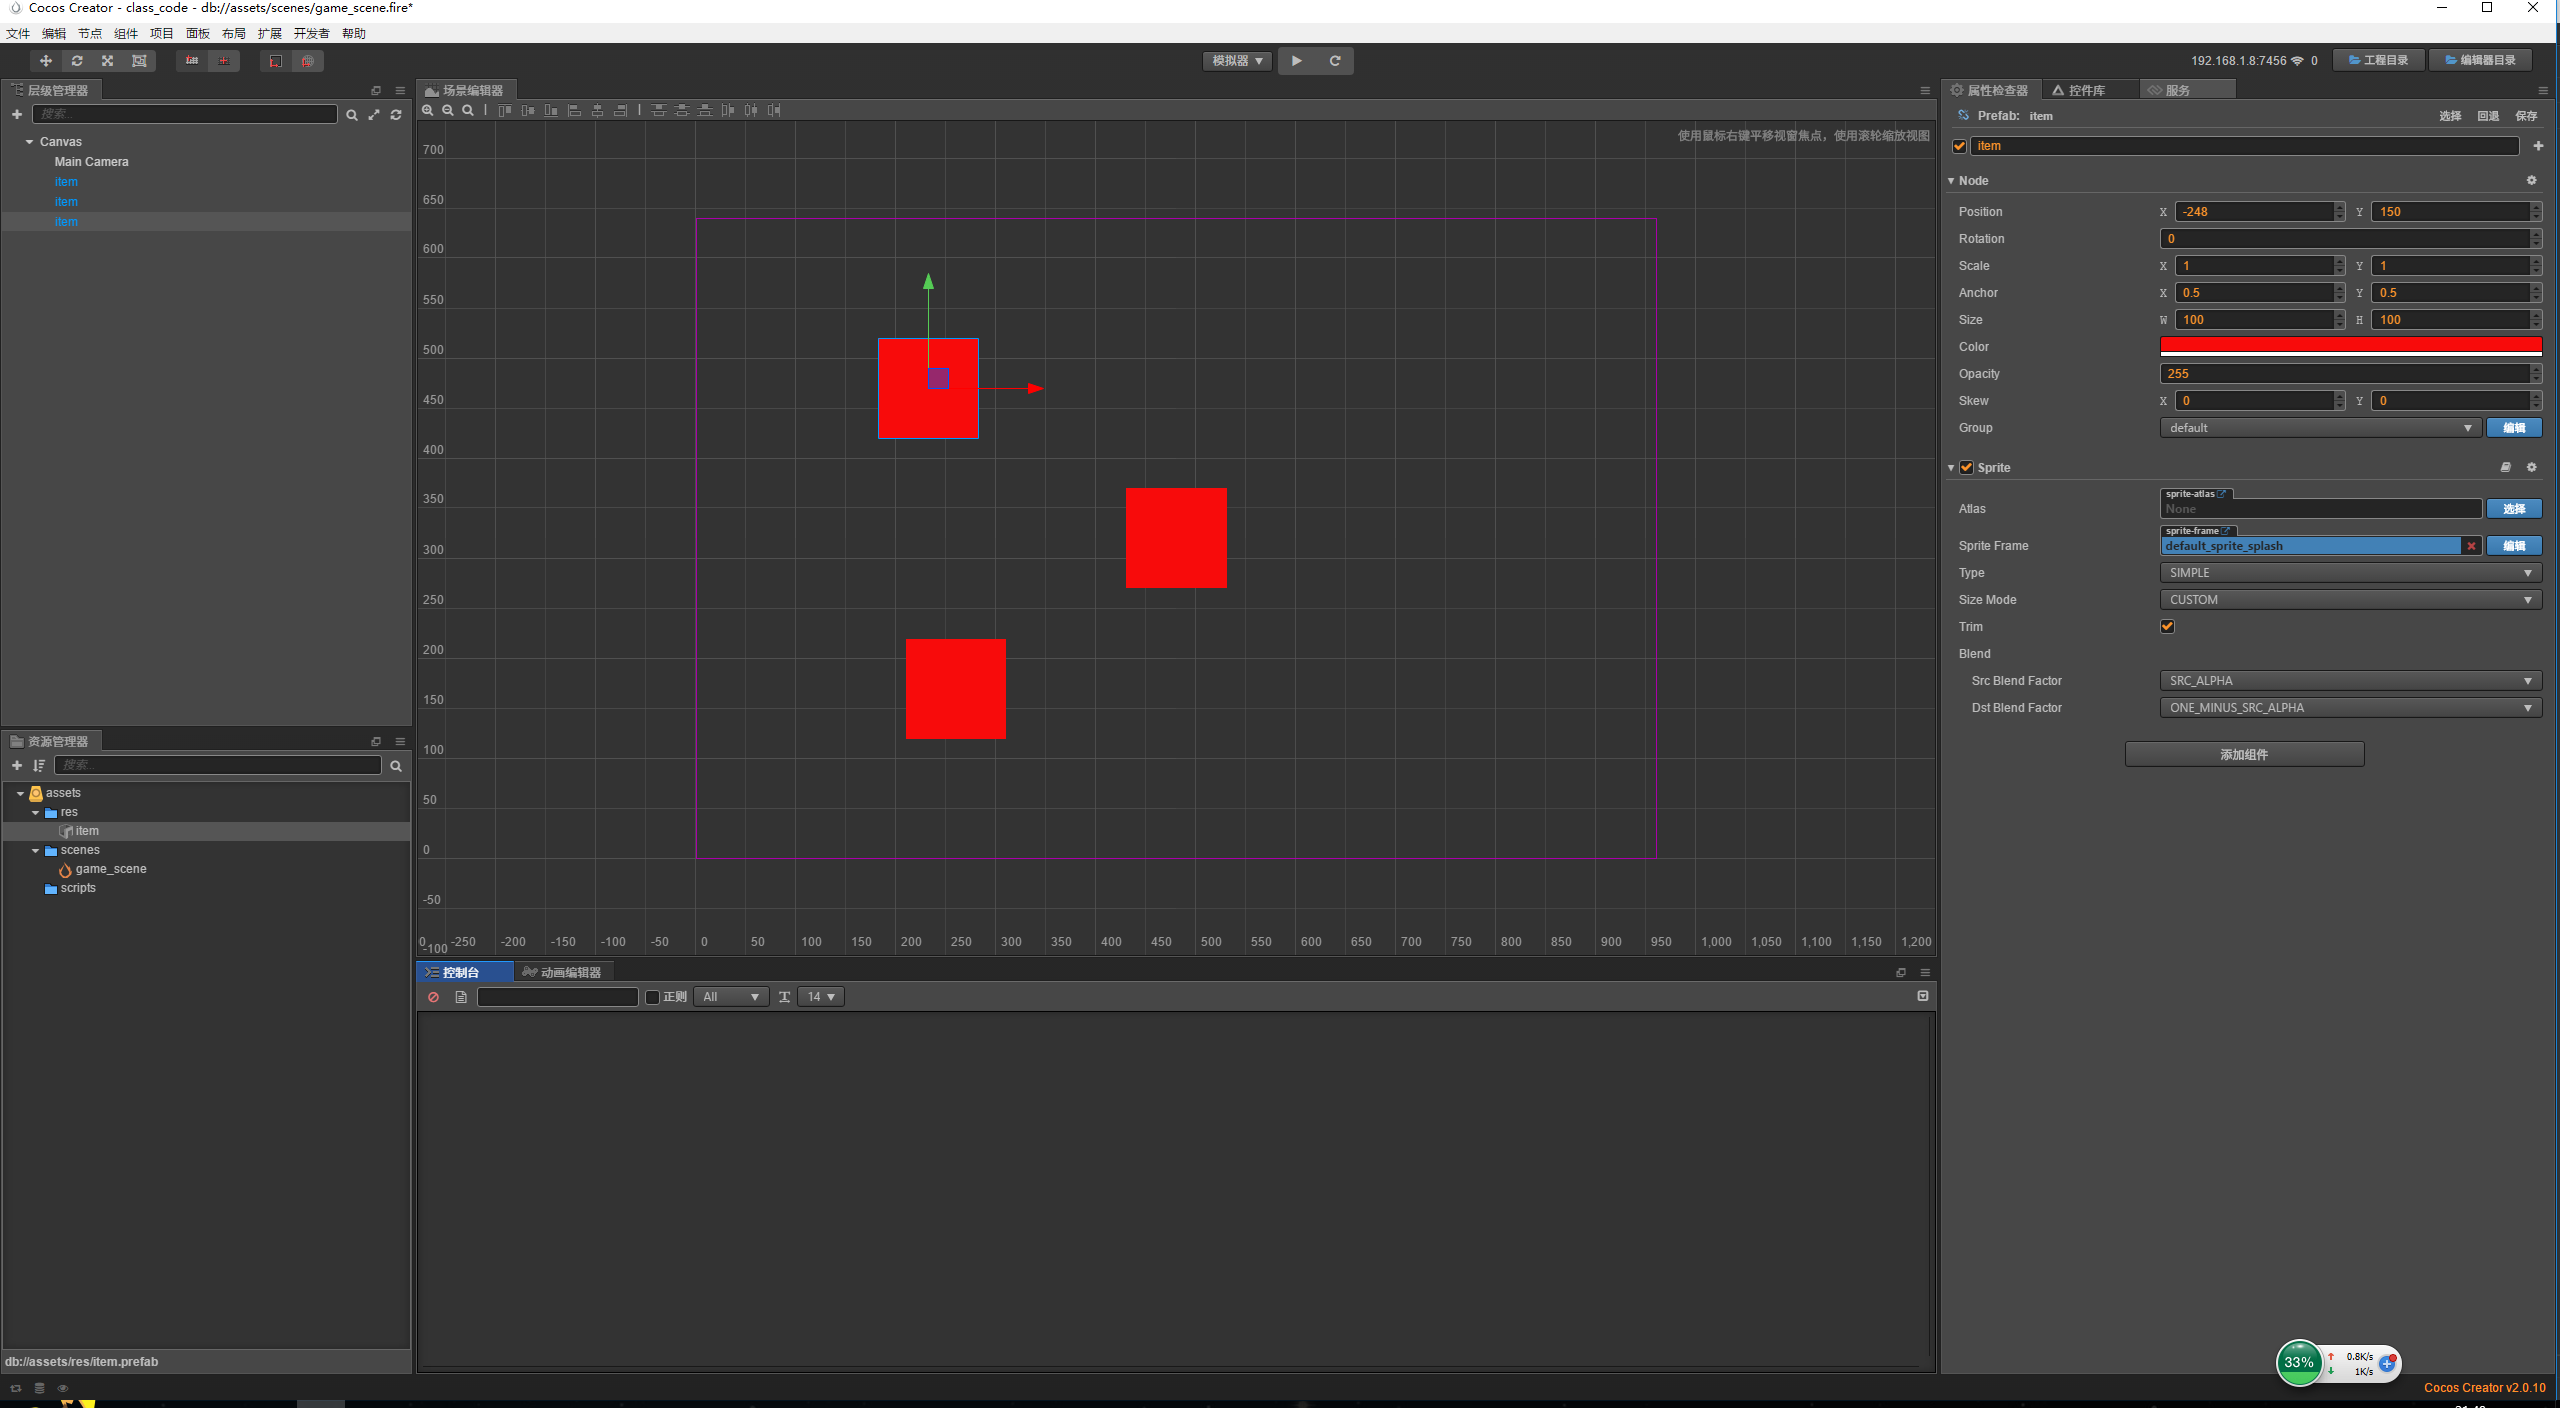 Cocos Creator - class_code - db://assets/scenes/game_scene.fire*
文件 编辑 节点 组件 项目 面板 布局 扩展 开发者 帮助
模拟器
192.168.1.8:7456 0 工程目录 编辑器目录
层级管理器
搜索...
Canvas
Main Camera
item
item
item
场景编辑器
使用鼠标右键平移视窗焦点，使用滚轮缩放视图
700
650
600
550
500
450
400
350
300
250
200
150
100
50
0
-50
-100
0 -250 -200 -150 -100 -50 0 50 100 150 200 250 300 350 400 450 500 550 600 650 700 750 800 850 900 950 1,000 1,050 1,100 1,150 1,200
资源管理器
搜索...
assets
res
item
scenes
game_scene
scripts
db://assets/res/item.prefab
控制台 动画编辑器
正则 All 14
属性检查器 控件库 服务
Prefab: item 选择 回退 保存
item
Node
Position X -248 Y 150
Rotation 0
Scale X 1 Y 1
Anchor X 0.5 Y 0.5
Size W 100 H 100
Color
Opacity 255
Skew X 0 Y 0
Group default 编辑
Sprite
sprite-atlas
Atlas None 选择
sprite-frame
Sprite Frame default_sprite_splash 编辑
Type SIMPLE
Size Mode CUSTOM
Trim
Blend
Src Blend Factor SRC_ALPHA
Dst Blend Factor ONE_MINUS_SRC_ALPHA
添加组件
33% 0.8K/s
1K/s
Cocos Creator v2.0.10